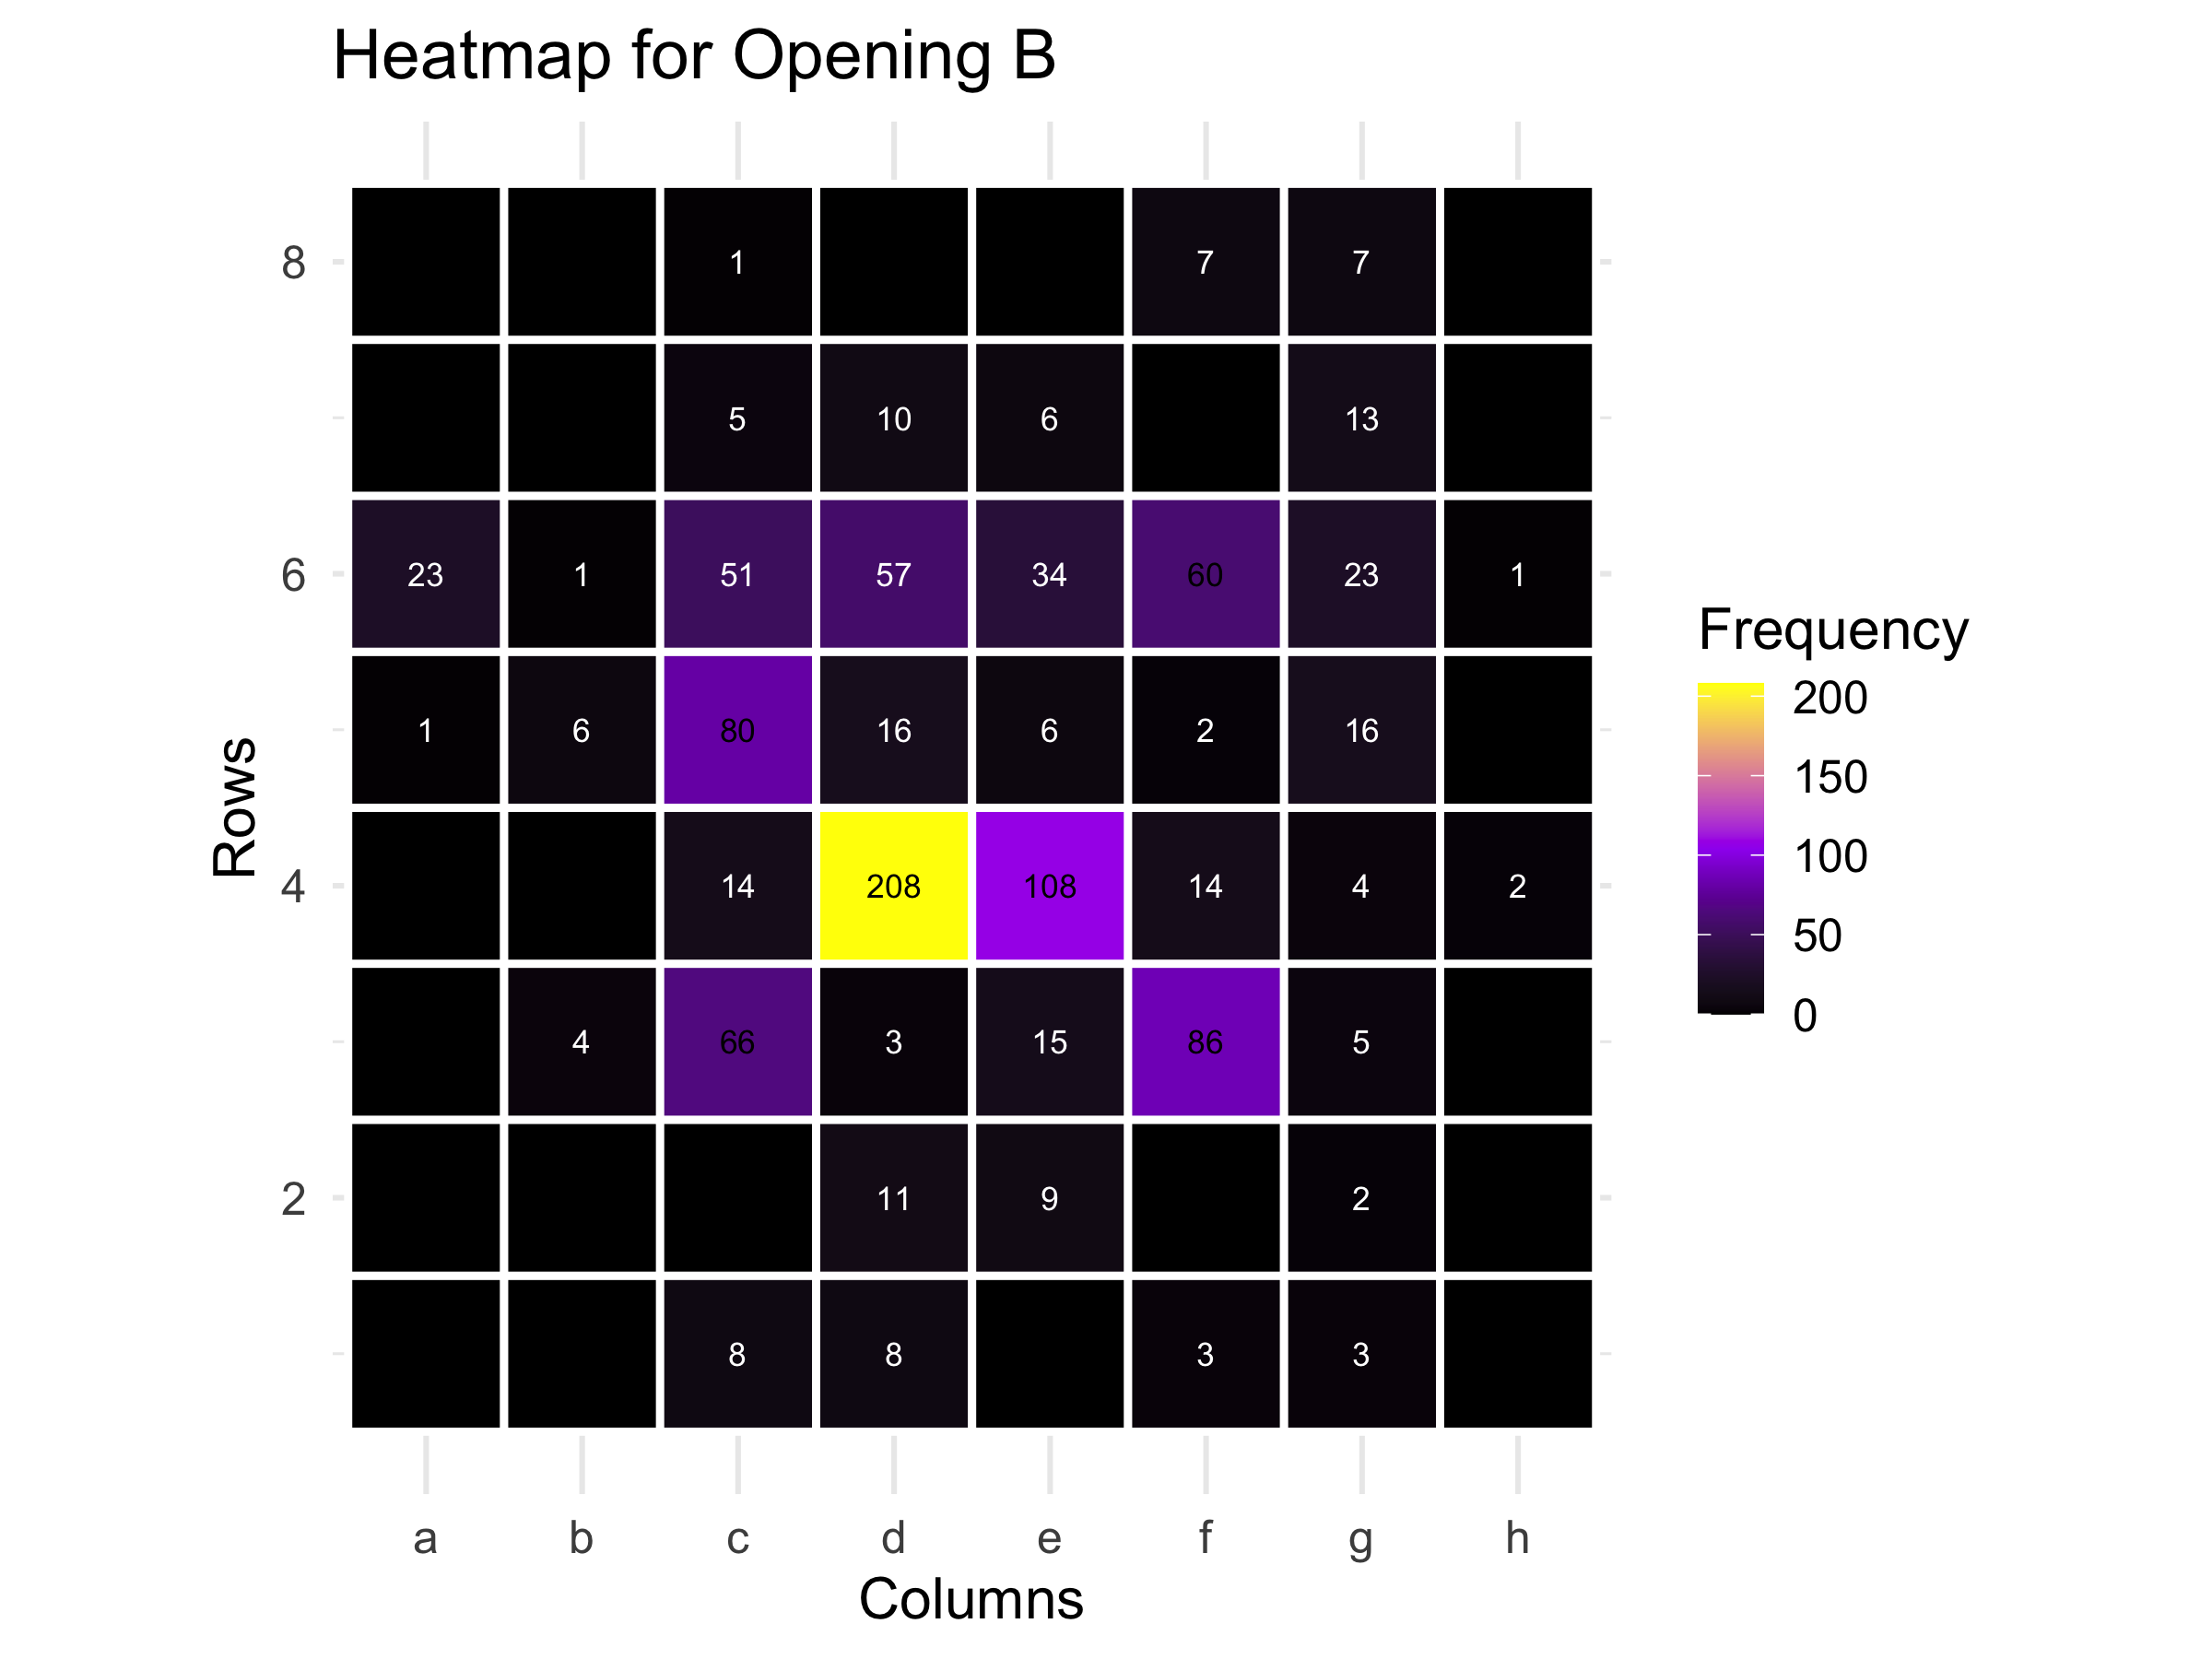 Heatmap for Opening B
8 1 7 7
5 10 6 13
6 23 1 51 57 34 60 23 1
1 6 80 16 6 2 16
4 14 208 108 14 4 2
4 66 3 15 86 5
2 11 9 2
8 8 3 3
a b c d e f g h
Columns
Rows
Frequency
200
150
100
50
0